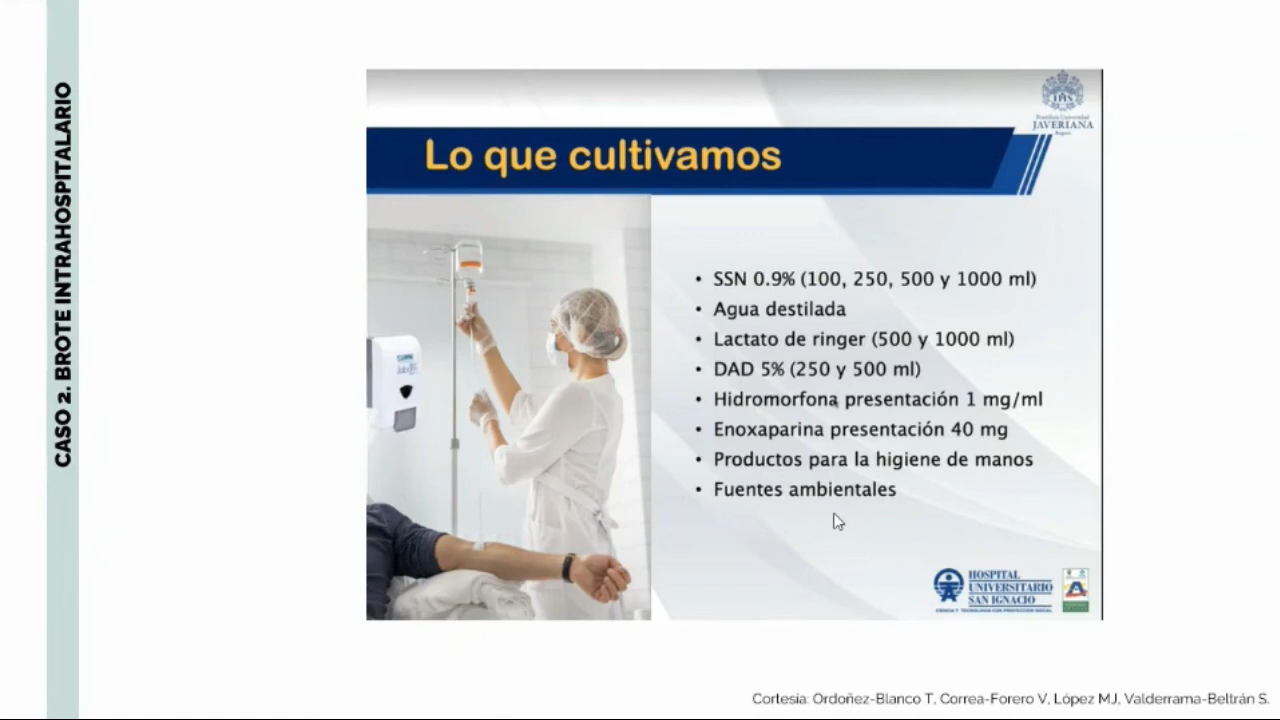 CASO 2. BROTE INTRAHOSPITALARIO
Pontificia Universidad
JAVERIANA
Bogotá
Lo que cultivamos
• SSN 0.9% (100, 250, 500 y 1000 ml)
• Agua destilada
• Lactato de ringer (500 y 1000 ml)
• DAD 5% (250 y 500 ml)
• Hidromorfona presentación 1 mg/ml
• Enoxaparina presentación 40 mg
• Productos para la higiene de manos
• Fuentes ambientales
HOSPITAL
UNIVERSITARIO
SAN IGNACIO
Cortesía: Ordoñez-Blanco T, Correa-Forero V, López MJ, Valderrama-Beltrán S.